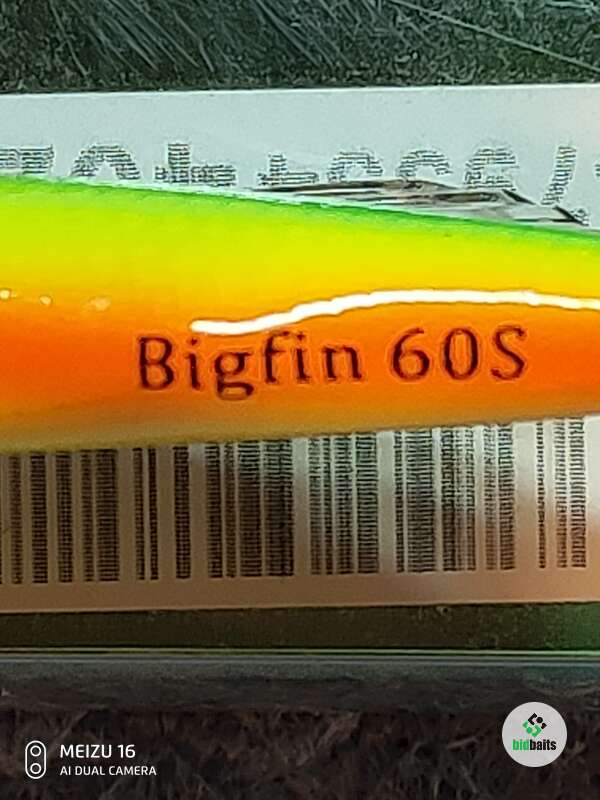 Bigfin 60S
bidbaits
MEIZU 16
AI DUAL CAMERA